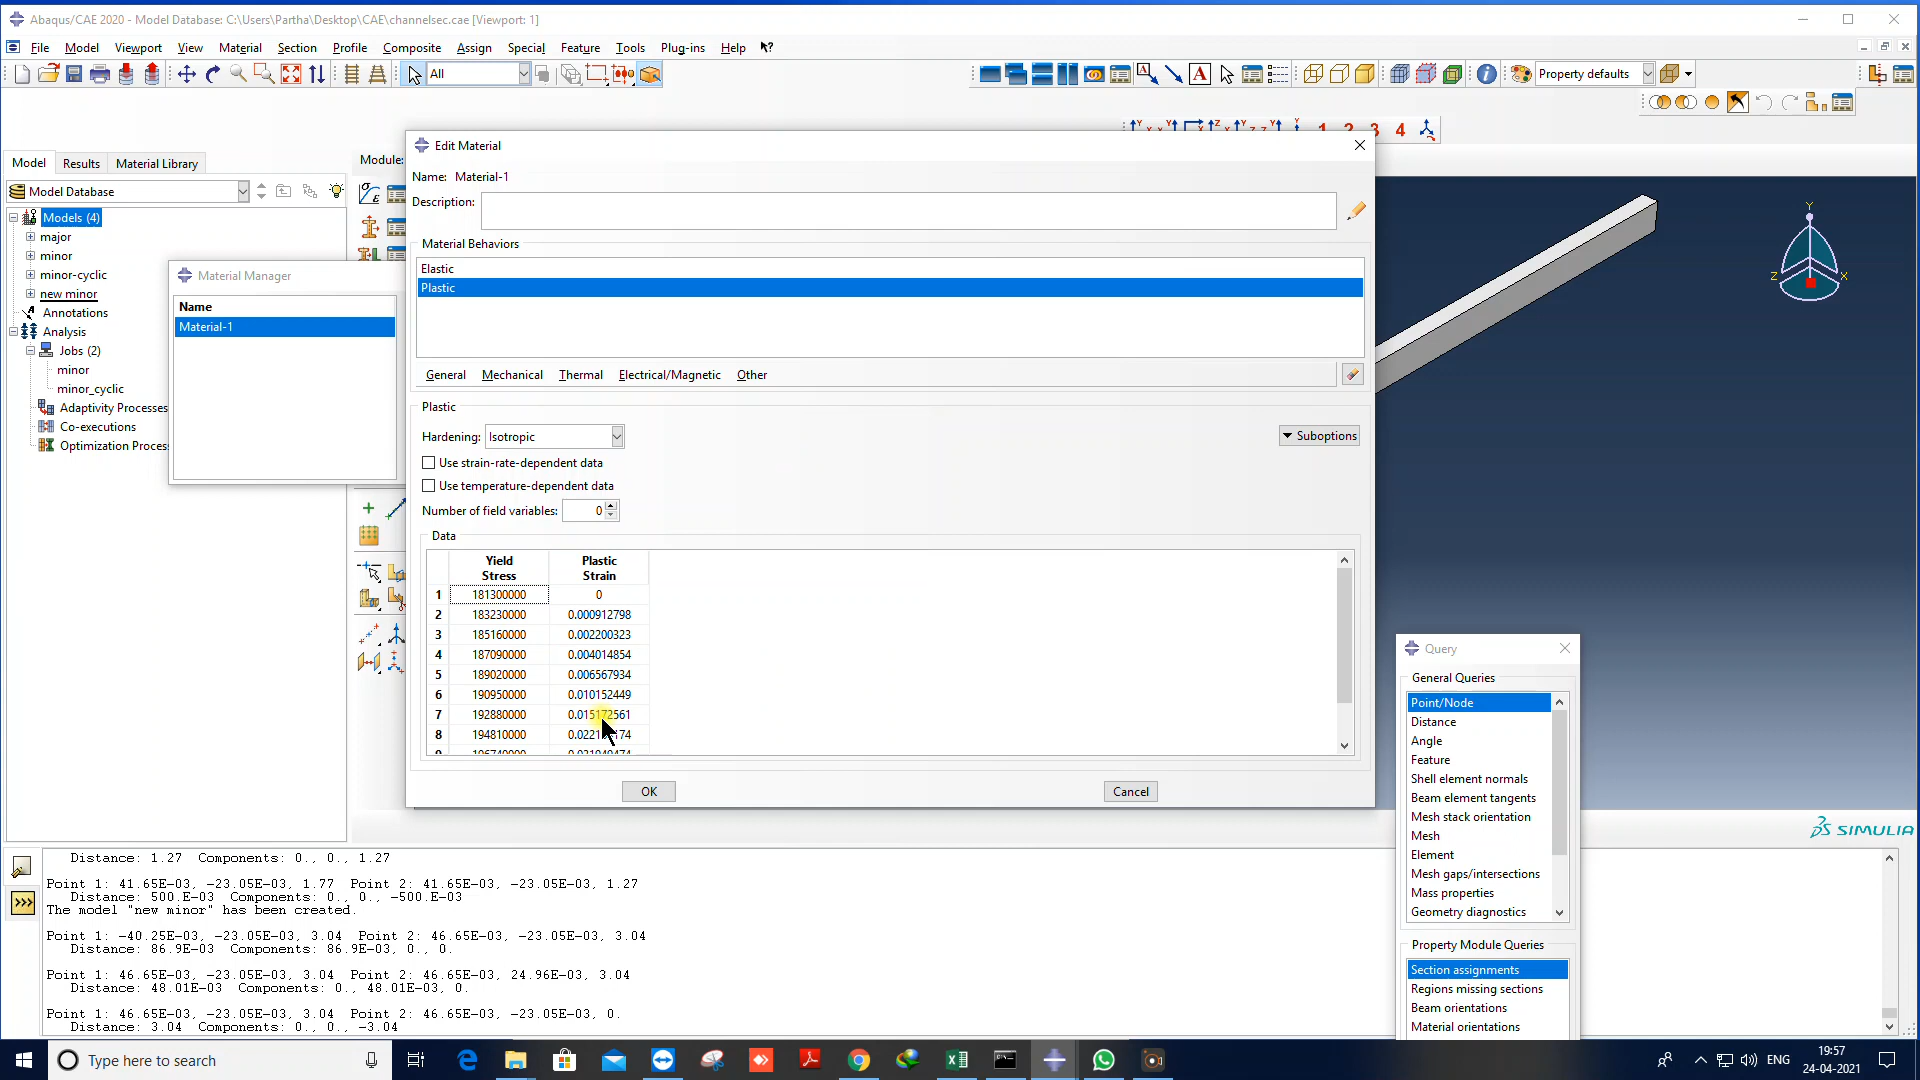 Abaqus/CAE 2020 - Model Database: C:\Users\Partha\Desktop\CAE\channelsec.cae [Viewport: 1]
File Model Viewport View Material Section Profile Composite Assign Special Feature Tools Plug-ins Help
All
Property defaults
1 2 3 4
Model Results Material Library
Module:
Model Database
Models (4)
major
minor
minor-cyclic
new minor
Annotations
Analysis
Jobs (2)
minor
minor_cyclic
Adaptivity Processes
Co-executions
Optimization Proces
Material Manager
Name
Material-1
Edit Material
Name: Material-1
Description:
Material Behaviors
Elastic
Plastic
General Mechanical Thermal Electrical/Magnetic Other
Plastic
Hardening: Isotropic
Suboptions
Use strain-rate-dependent data
Use temperature-dependent data
Number of field variables: 0
Data
Yield Stress Plastic Strain
1 181300000 0
2 183230000 0.000912798
3 185160000 0.002200323
4 187090000 0.004014854
5 189020000 0.006567934
6 190950000 0.010152449
7 192880000 0.015172561
8 194810000
OK Cancel
Y
Z X
SIMULIA
Query
General Queries
Point/Node
Distance
Angle
Feature
Shell element normals
Beam element tangents
Mesh stack orientation
Mesh
Element
Mesh gaps/intersections
Mass properties
Geometry diagnostics
Property Module Queries
Section assignments
Regions missing sections
Beam orientations
Material orientations
Distance: 1.27 Components: 0., 0., 1.27
Point 1: 41.65E-03, -23.05E-03, 1.77 Point 2: 41.65E-03, -23.05E-03, 1.27
Distance: 500.E-03 Components: 0., 0., -500.E-03
The model "new minor" has been created.
Point 1: -40.25E-03, -23.05E-03, 3.04 Point 2: 46.65E-03, -23.05E-03, 3.04
Distance: 86.9E-03 Components: 86.9E-03, 0., 0.
Point 1: 46.65E-03, -23.05E-03, 3.04 Point 2: 46.65E-03, 24.96E-03, 3.04
Distance: 48.01E-03 Components: 0., 48.01E-03, 0.
Point 1: 46.65E-03, -23.05E-03, 3.04 Point 2: 46.65E-03, -23.05E-03, 0.
Distance: 3.04 Components: 0., 0., -3.04
Type here to search
ENG
19:57
24-04-2021